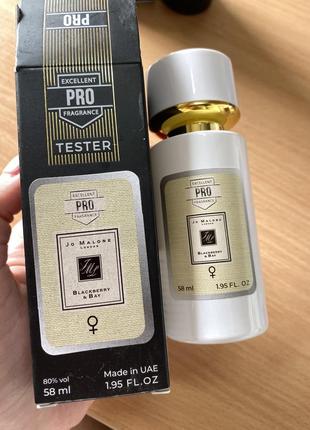 PRO
EXCELLENT
PRO
FRAGRANCE
TESTER
EXCELLENT
PRO
FRAGRANCE
JO MALONE
LONDON
JM
BLACKBERRY
& BAY
80% vol
58 ml
Made in UAE
1.95 FL.OZ
EXCELLENT
PRO
FRAGRANCE
JO MALONE
LONDON
JM
BLACKBERRY
& BAY
58 ml
1.95 FL. OZ